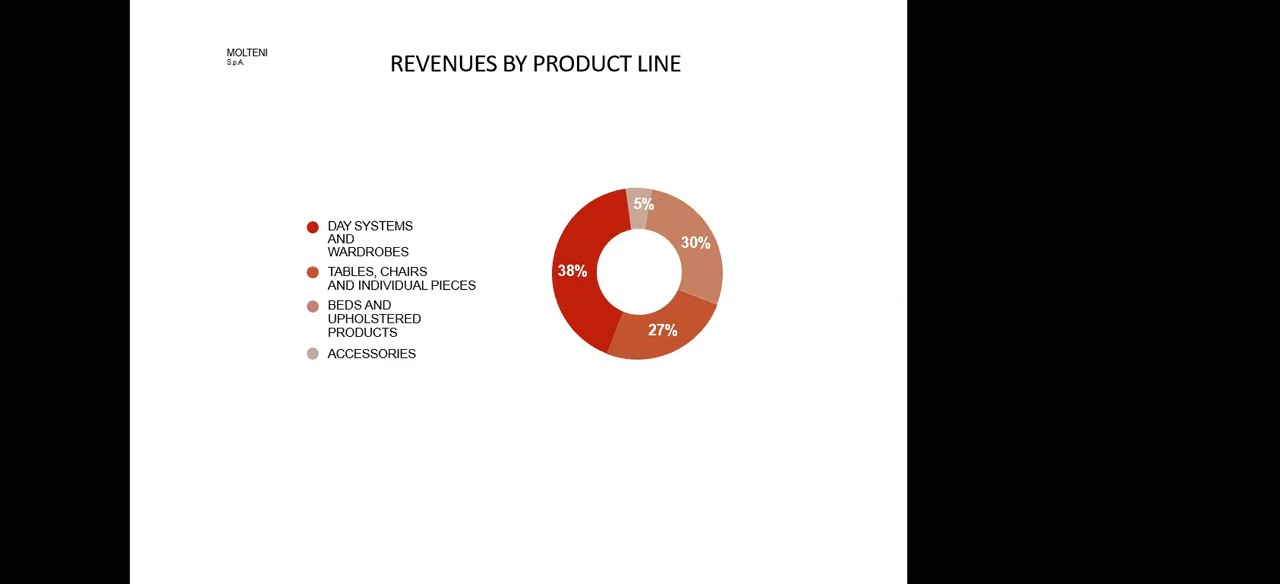 MOLTENI
S.p.A.
REVENUES BY PRODUCT LINE
DAY SYSTEMS
AND
WARDROBES
TABLES, CHAIRS
AND INDIVIDUAL PIECES
BEDS AND
UPHOLSTERED
PRODUCTS
ACCESSORIES
5%
30%
38%
27%